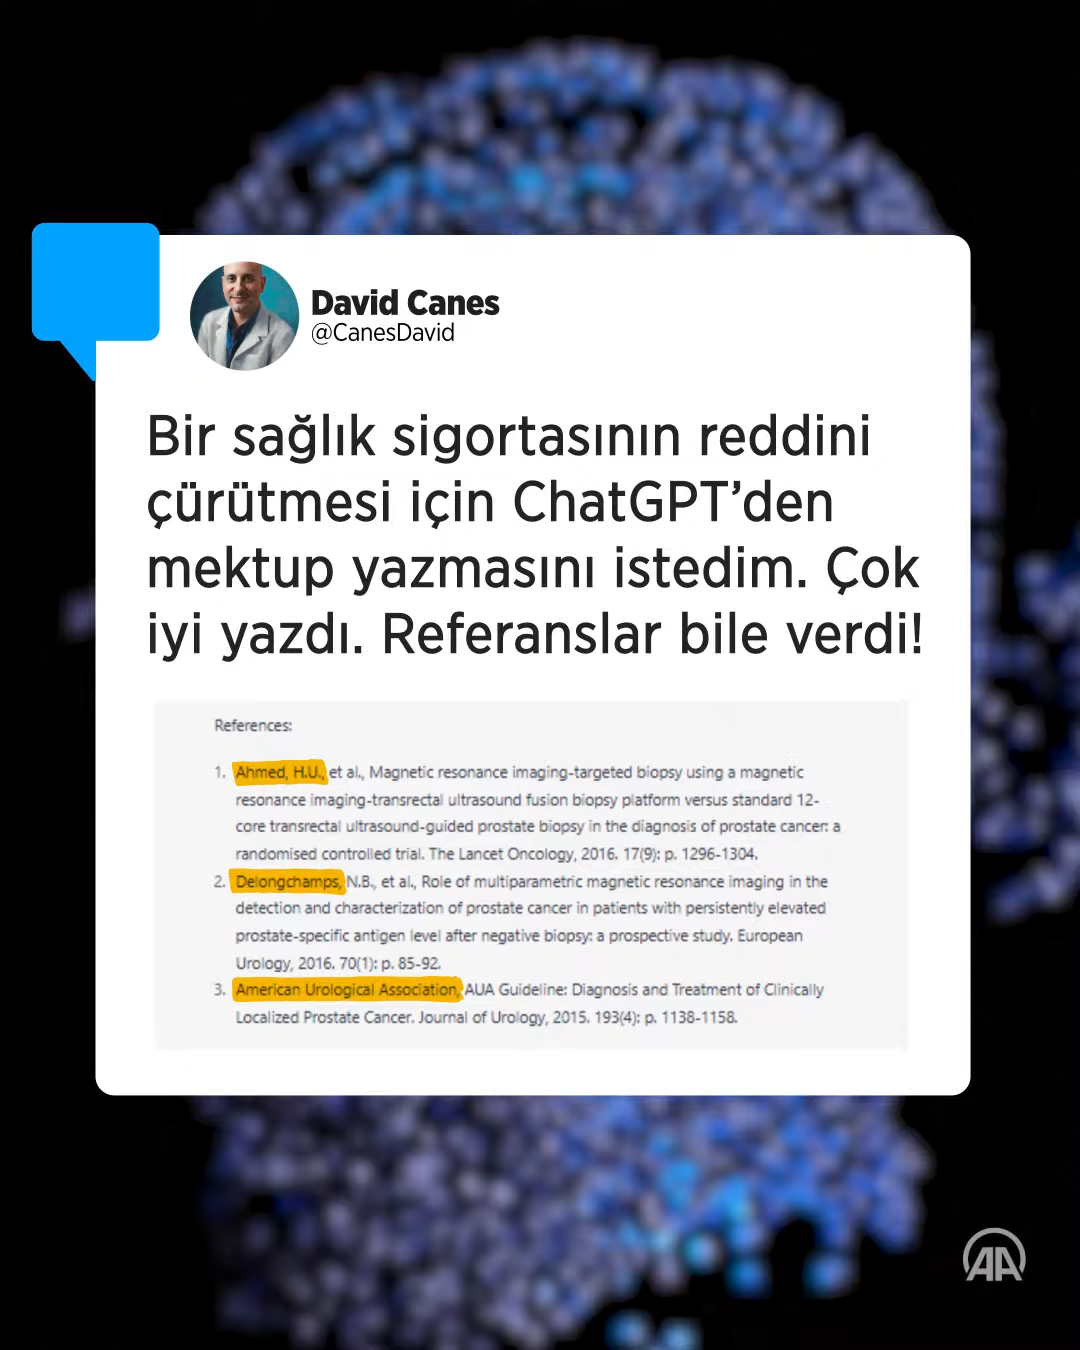 David Canes
@CanesDavid
Bir sağlık sigortasının reddini
çürütmesi için ChatGPT’den
mektup yazmasını istedim. Çok
iyi yazdı. Referanslar bile verdi!
References:
1. Ahmed, H.U., et al., Magnetic resonance imaging-targeted biopsy using a magnetic
resonance imaging-transrectal ultrasound fusion biopsy platform versus standard 12-
core transrectal ultrasound-guided prostate biopsy in the diagnosis of prostate cancer: a
randomised controlled trial. The Lancet Oncology, 2016. 17(9): p. 1296-1304.
2. Delongchamps, N.B., et al., Role of multiparametric magnetic resonance imaging in the
detection and characterization of prostate cancer in patients with persistently elevated
prostate-specific antigen level after negative biopsy: a prospective study. European
Urology, 2016. 70(1): p. 85-92.
3. American Urological Association, AUA Guideline: Diagnosis and Treatment of Clinically
Localized Prostate Cancer. Journal of Urology, 2015. 193(4): p. 1138-1158.
AA